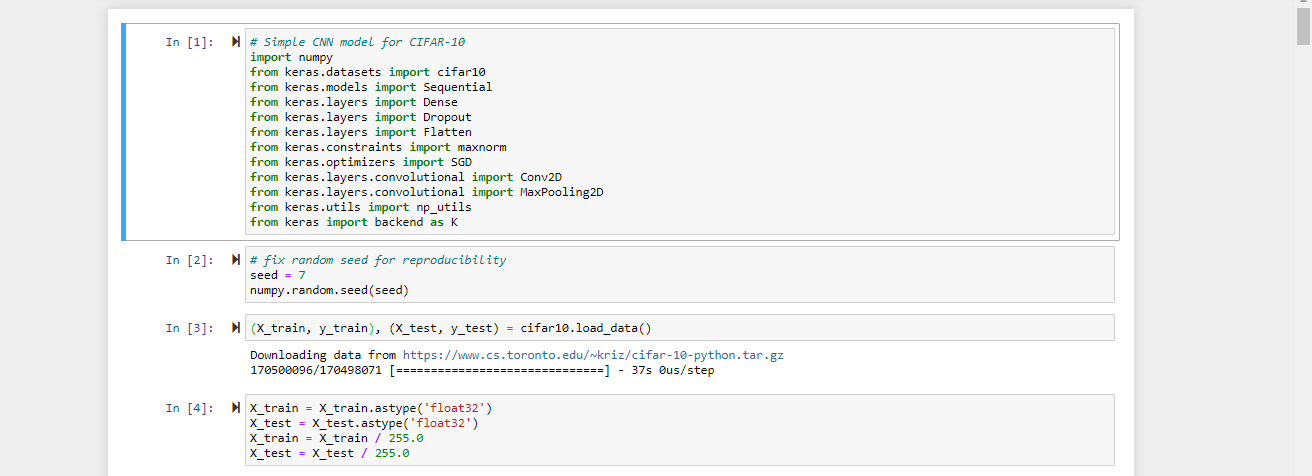 In [1]:
# Simple CNN model for CIFAR-10
import numpy
from keras.datasets import cifar10
from keras.models import Sequential
from keras.layers import Dense
from keras.layers import Dropout
from keras.layers import Flatten
from keras.constraints import maxnorm
from keras.optimizers import SGD
from keras.layers.convolutional import Conv2D
from keras.layers.convolutional import MaxPooling2D
from keras.utils import np_utils
from keras import backend as K
In [2]:
# fix random seed for reproducibility
seed = 7
numpy.random.seed(seed)
In [3]:
(X_train, y_train), (X_test, y_test) = cifar10.load_data()
Downloading data from https://www.cs.toronto.edu/~kriz/cifar-10-python.tar.gz
170500096/170498071 [==============================] - 37s 0us/step
In [4]:
X_train = X_train.astype('float32')
X_test = X_test.astype('float32')
X_train = X_train / 255.0
X_test = X_test / 255.0